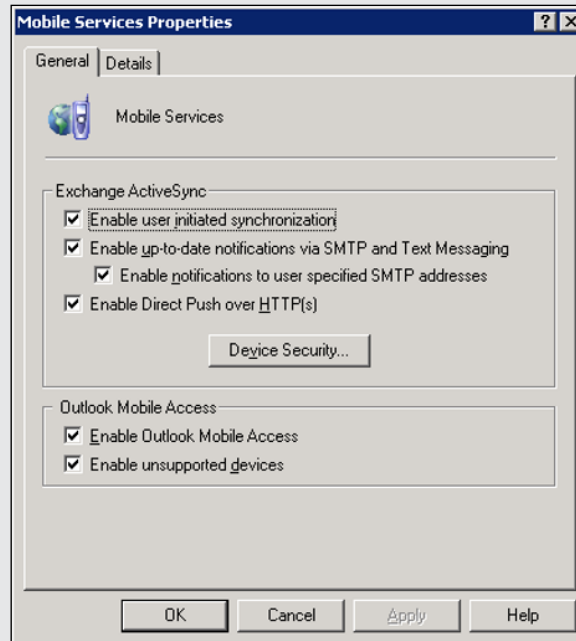 Mobile Services Properties
General Details
Mobile Services
Exchange ActiveSync
Enable user initiated synchronization
Enable up-to-date notifications via SMTP and Text Messaging
Enable notifications to user specified SMTP addresses
Enable Direct Push over HTTP(s)
Device Security...
Outlook Mobile Access
Enable Outlook Mobile Access
Enable unsupported devices
OK Cancel Apply Help